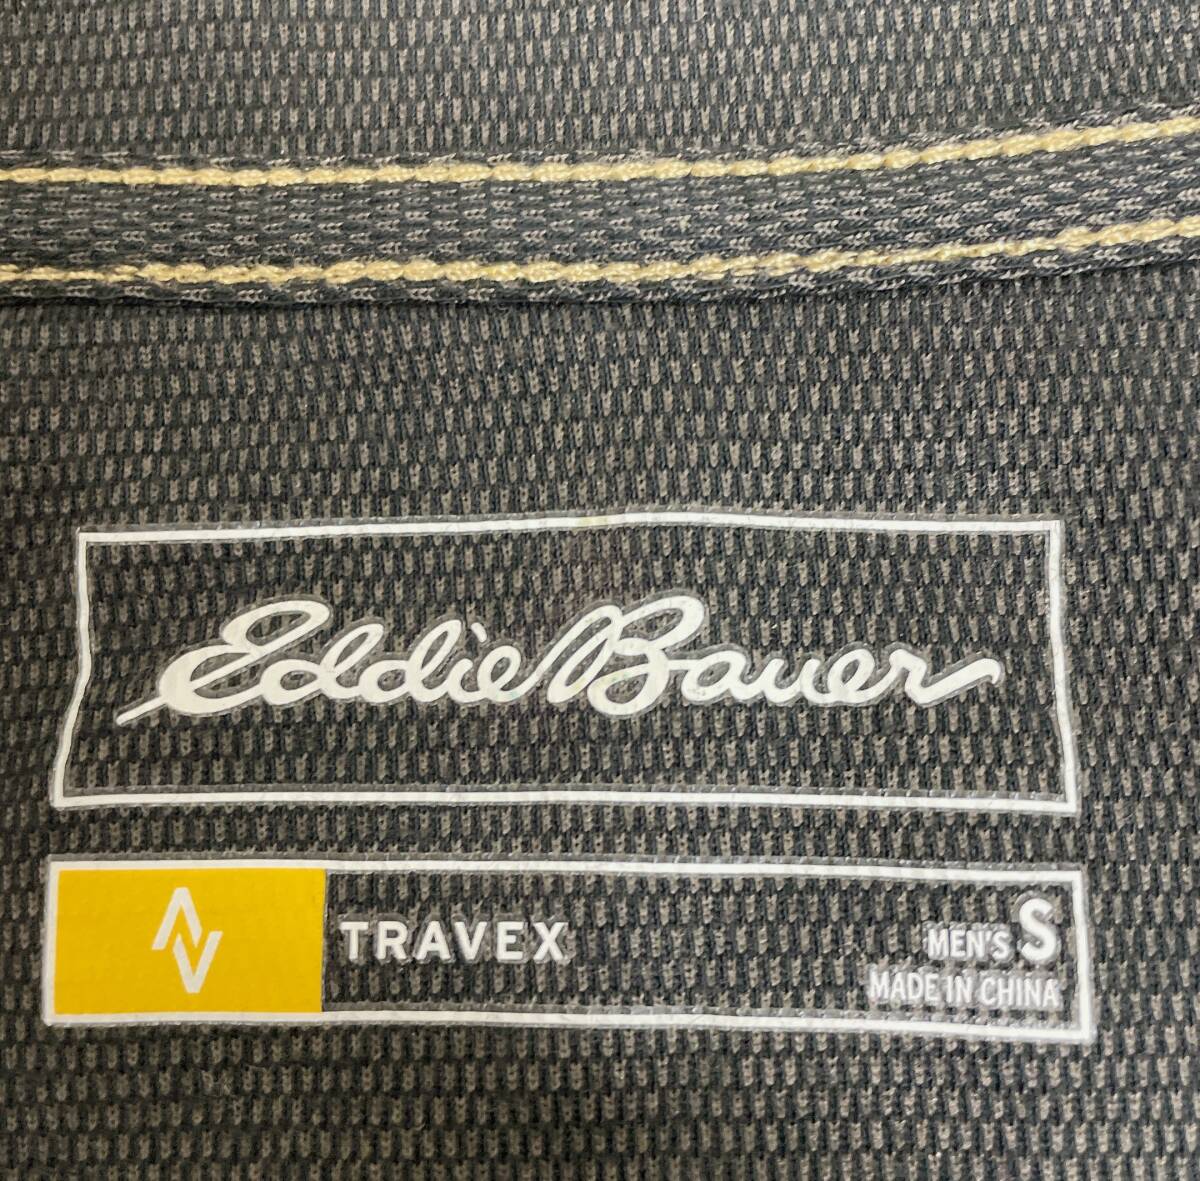 Eddie Bauer
TRAVEX
MEN'S S
MADE IN CHINA